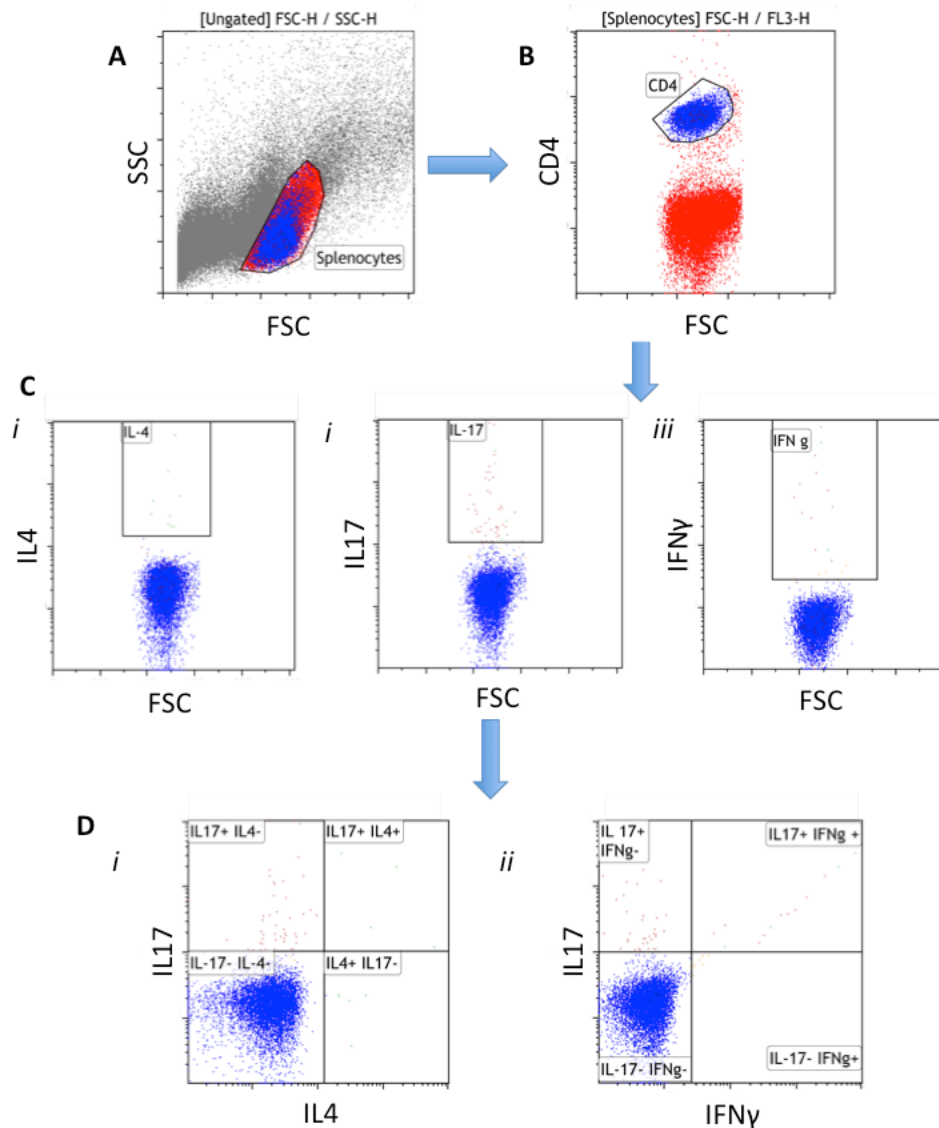 [Ungated] FSC-H / SSC-H
[Splenocytes] FSC-H / FL3-H
A
B
SSC
Splenocytes
FSC
CD4
CD4
FSC
C
i
IL-4
IL4
FSC
i
IL-17
IL17
FSC
iii
IFN g
IFNγ
FSC
D
i
IL17+ IL4-
IL17+ IL4+
IL17
IL-17- IL-4-
IL4+ IL17-
IL4
ii
IL 17+
IFNg-
IL17+ IFNg +
IL17
IL-17- IFNg-
IL-17- IFNg+
IFNγ